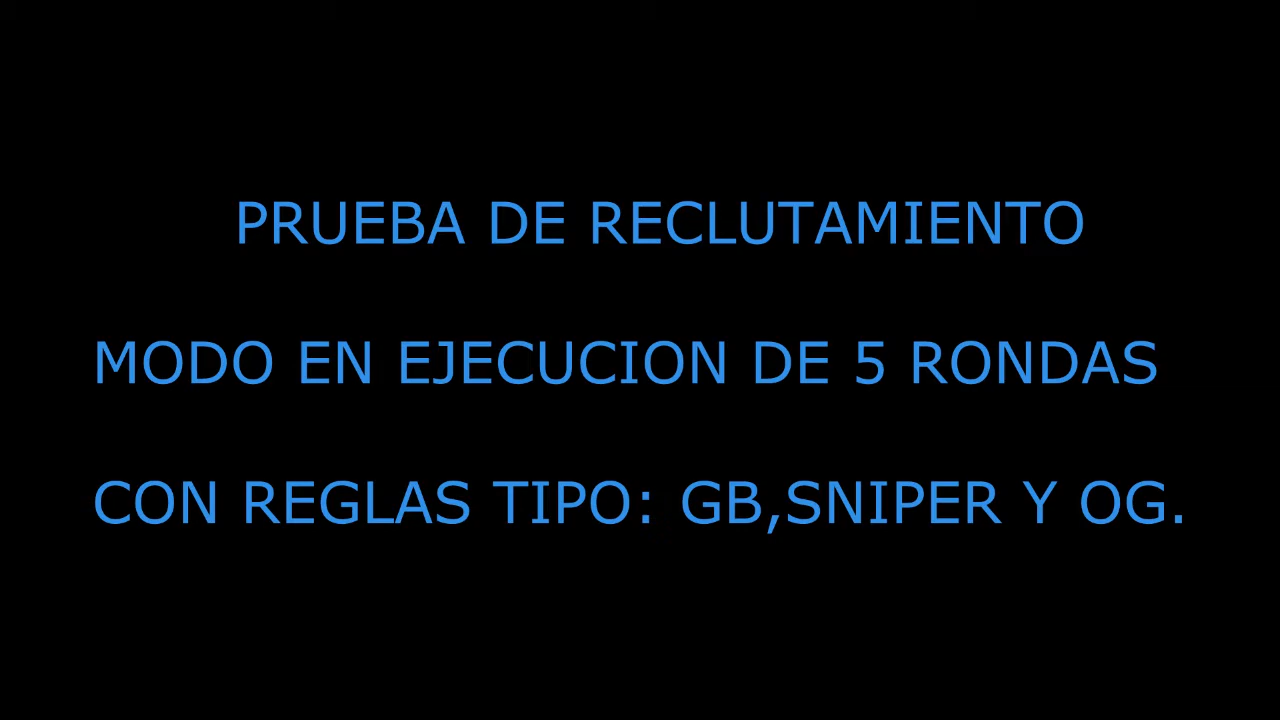 PRUEBA DE RECLUTAMIENTO
MODO EN EJECUCION DE 5 RONDAS
CON REGLAS TIPO: GB,SNIPER Y OG.